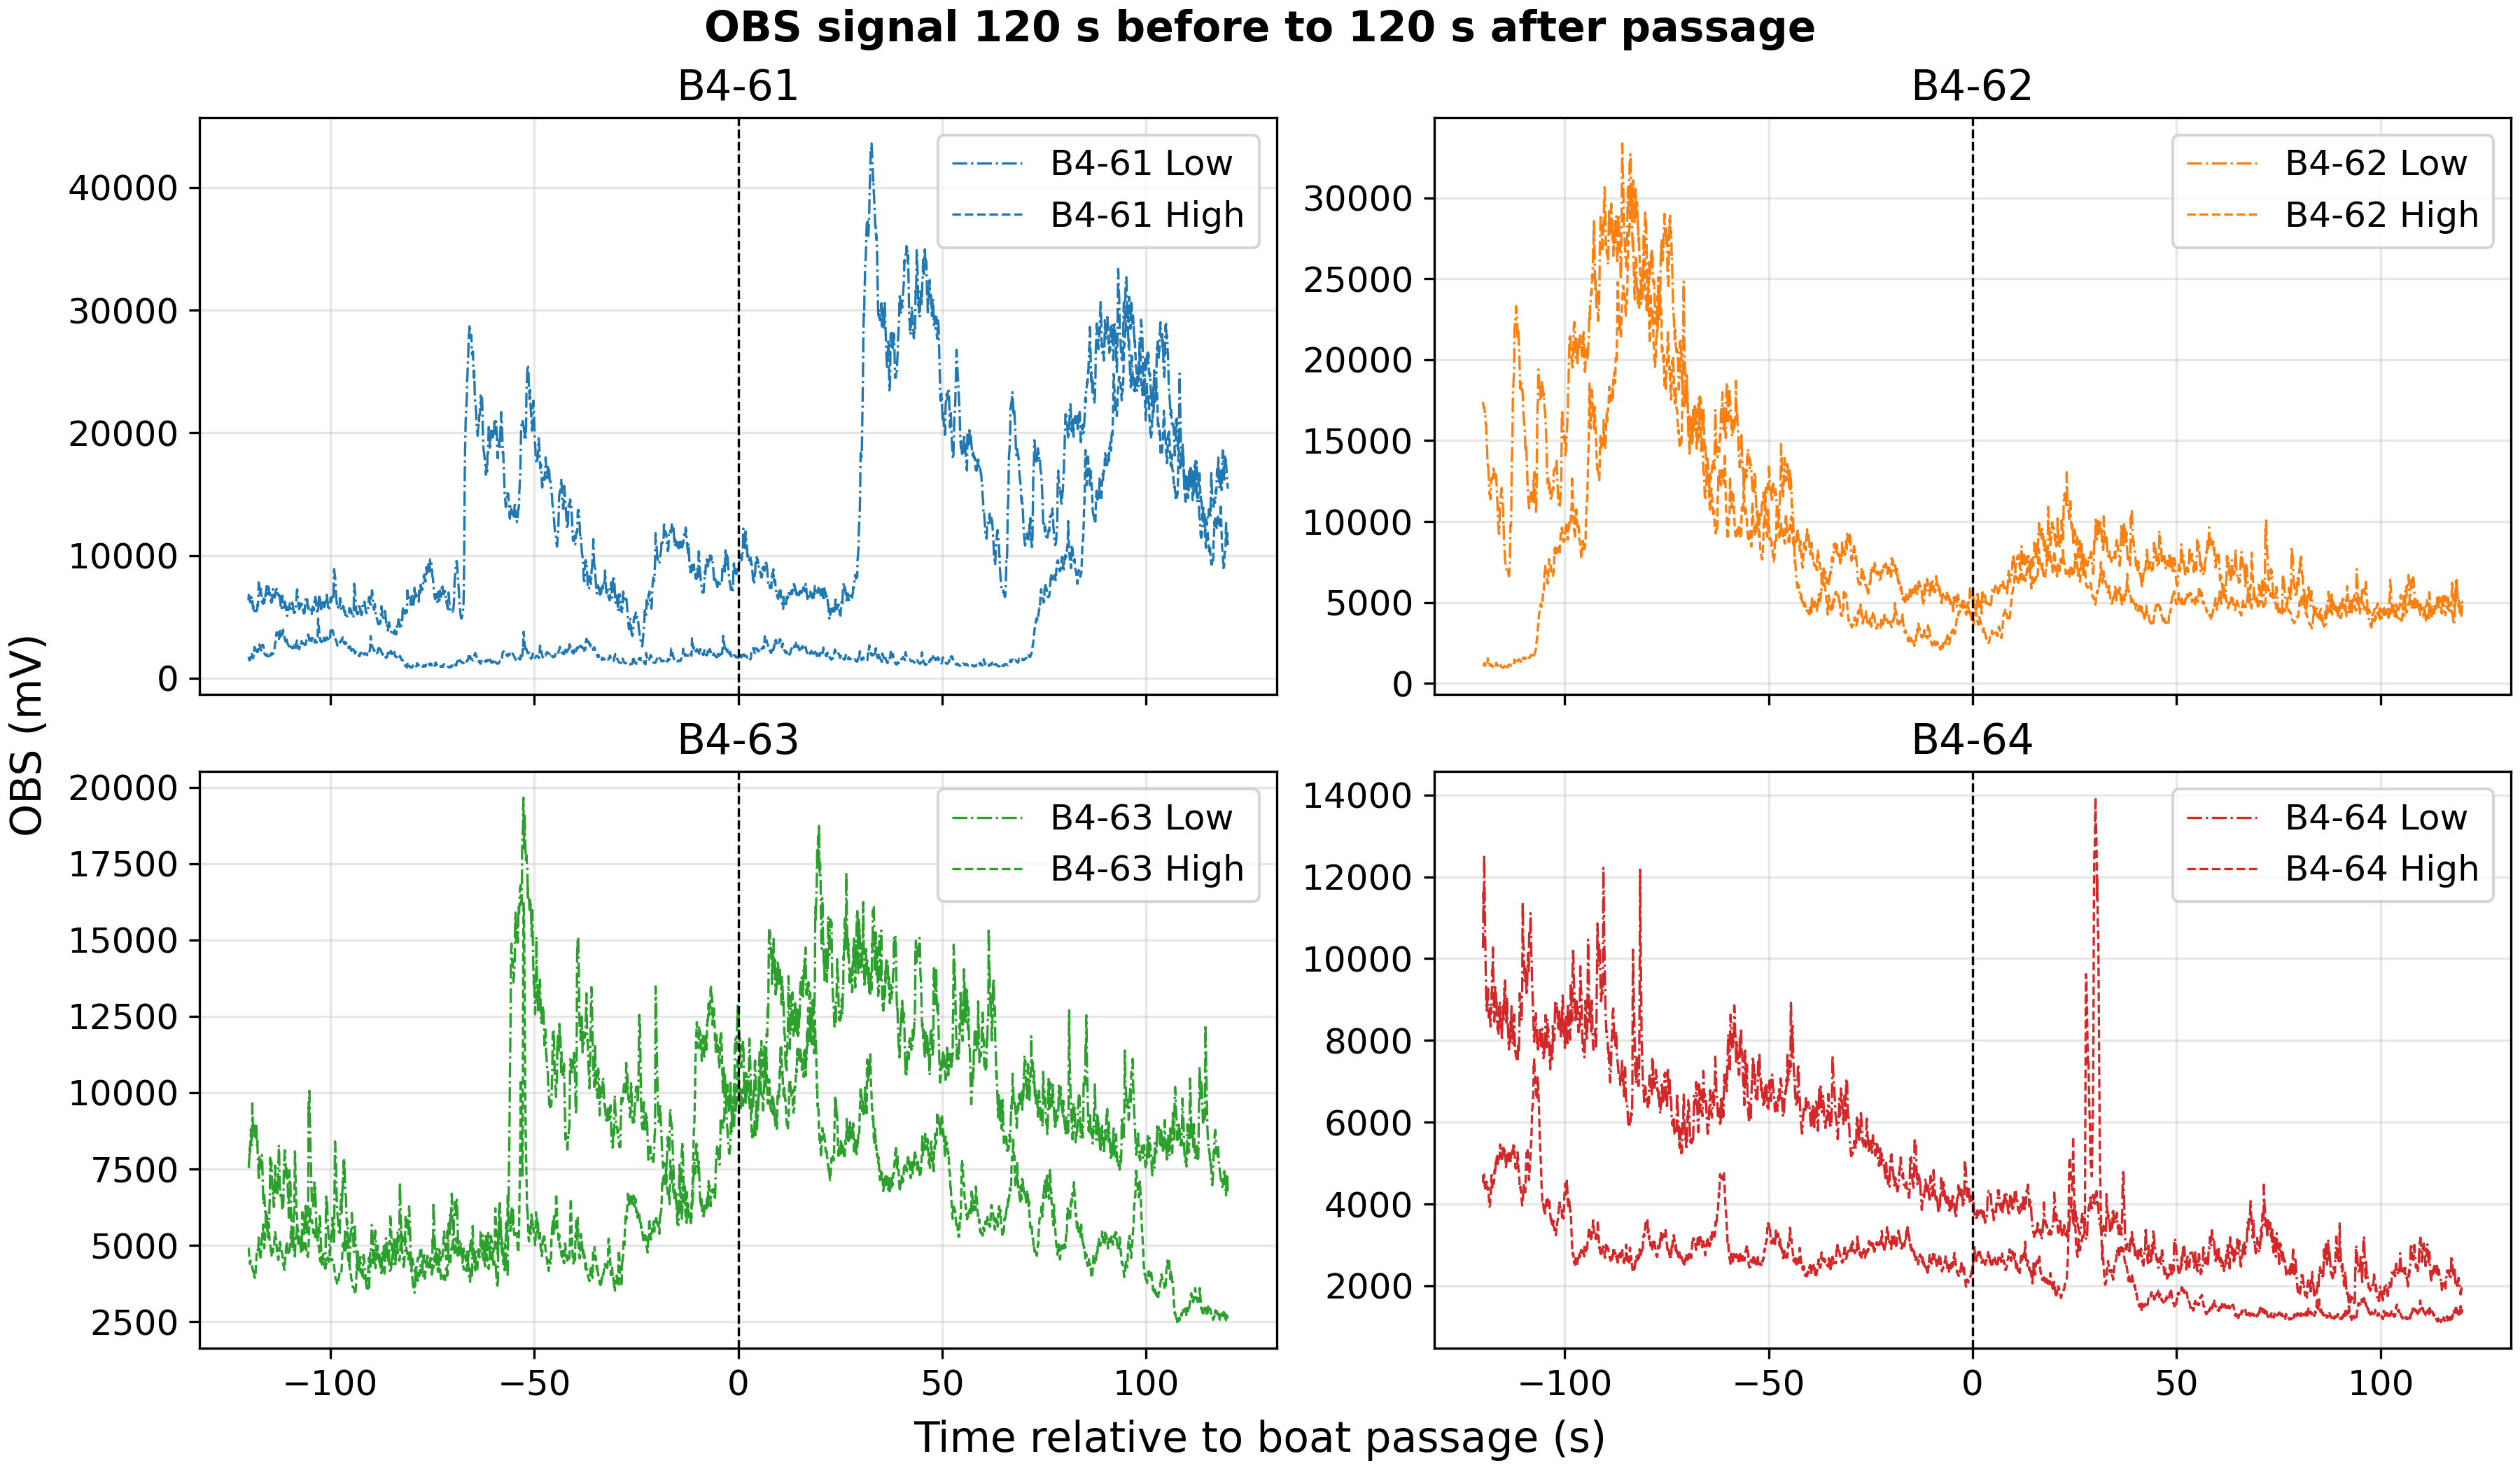 OBS signal 120 s before to 120 s after passage
B4-61
B4-61 Low
B4-61 High
40000
30000
20000
10000
0
B4-62
B4-62 Low
B4-62 High
30000
25000
20000
15000
10000
5000
0
OBS (mV)
B4-63
B4-63 Low
B4-63 High
20000
17500
15000
12500
10000
7500
5000
2500
−100
−50
0
50
100
B4-64
B4-64 Low
B4-64 High
14000
12000
10000
8000
6000
4000
2000
−100
−50
0
50
100
Time relative to boat passage (s)